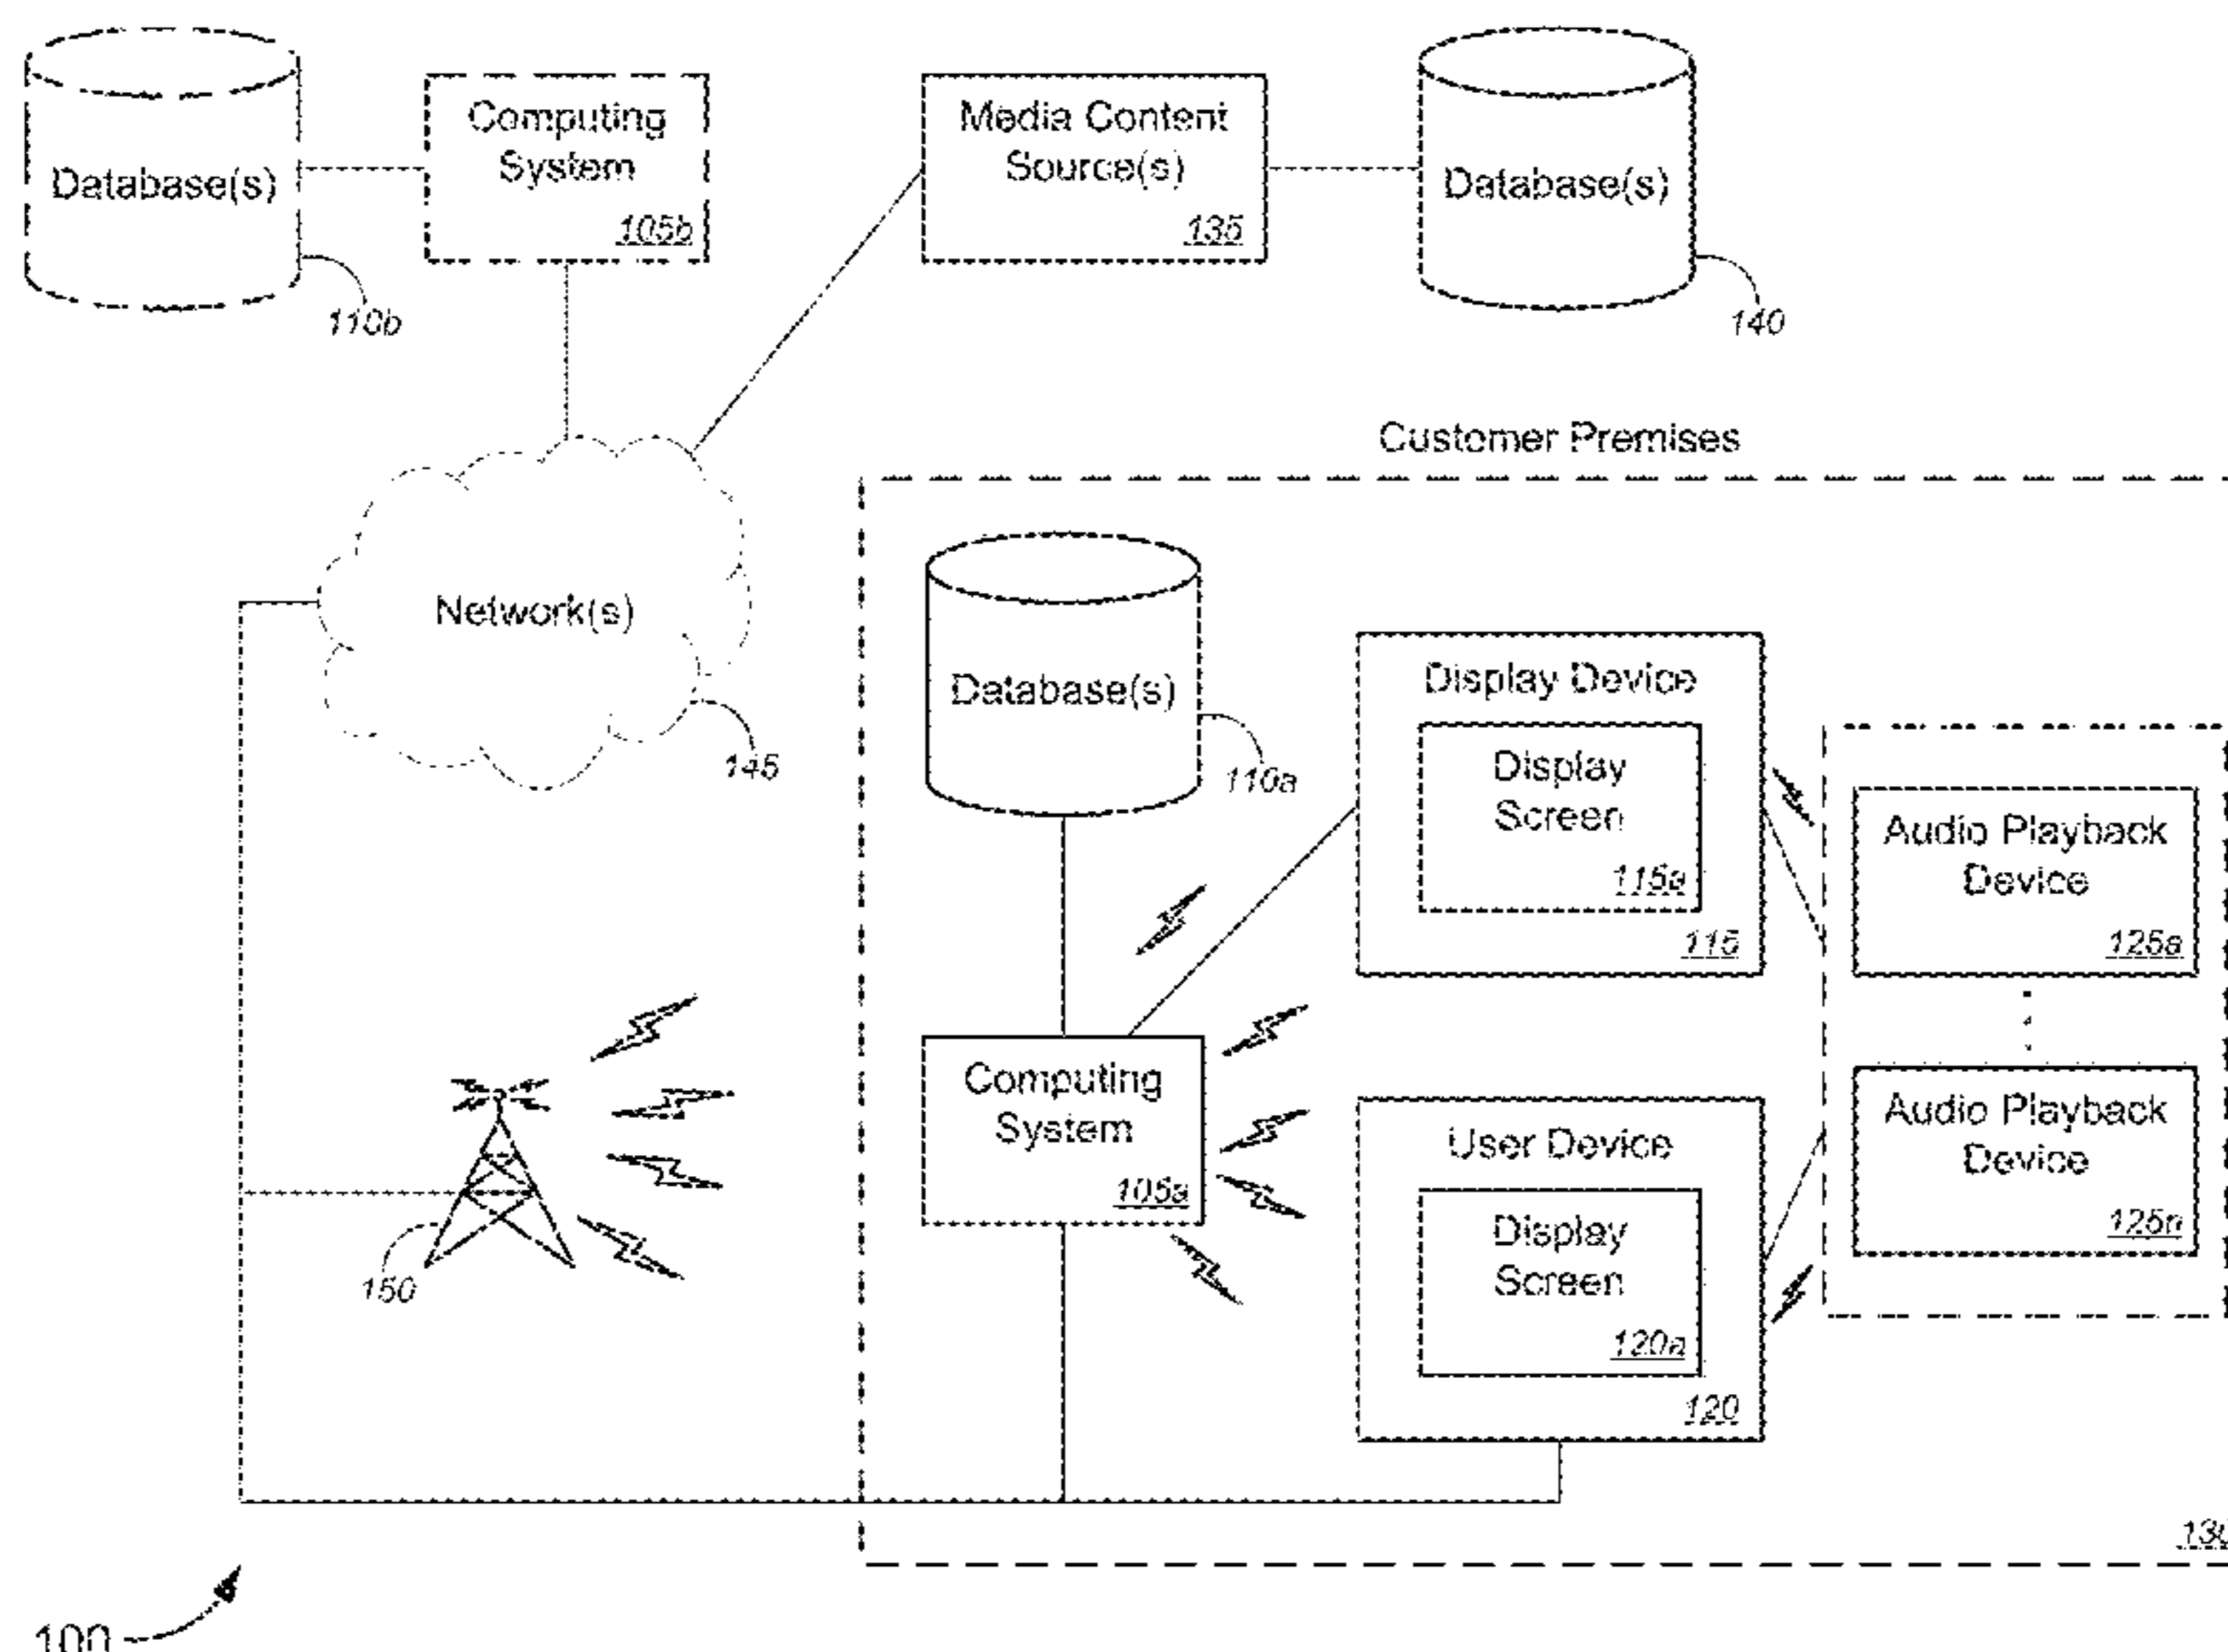 Database(s)
110b
Computing
System
105b
Media Content
Source(s)
135
Database(s)
140
Network(s)
145
Customer Premises
Database(s)
110a
Display Device
Display
Screen
115a
115
Audio Playback
Device
125a
Audio Playback
Device
125n
Computing
System
105a
User Device
Display
Screen
120a
120
150
130
100